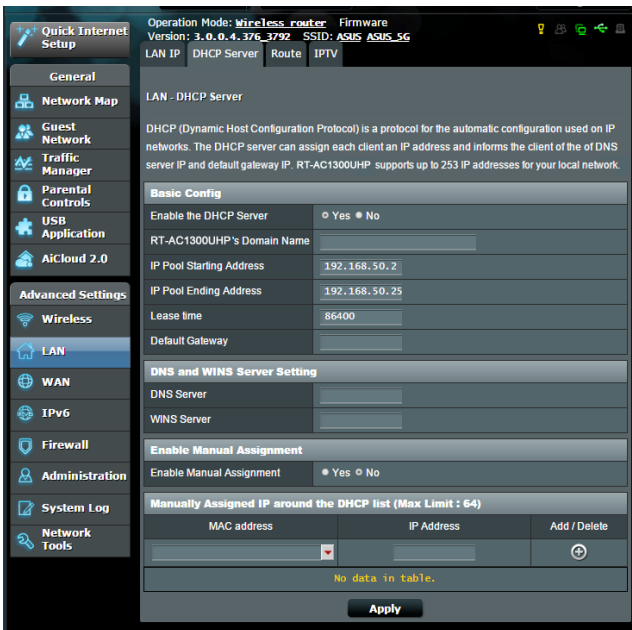 Quick Internet
Setup
General
Network Map
Guest
Network
Traffic
Manager
Parental
Controls
USB
Application
AiCloud 2.0
Advanced Settings
Wireless
LAN
WAN
IPv6
Firewall
Administration
System Log
Network
Tools
Operation Mode: Wireless router Firmware
Version: 3.0.0.4.376_3792 SSID: ASUS ASUS_5G
LAN IP DHCP Server Route IPTV
LAN - DHCP Server
DHCP (Dynamic Host Configuration Protocol) is a protocol for the automatic configuration used on IP
networks. The DHCP server can assign each client an IP address and informs the client of the of DNS
server IP and default gateway IP. RT-AC1300UHP supports up to 253 IP addresses for your local network.
Basic Config
Enable the DHCP Server Yes No
RT-AC1300UHP's Domain Name
IP Pool Starting Address 192.168.50.2
IP Pool Ending Address 192.168.50.25
Lease time 86400
Default Gateway
DNS and WINS Server Setting
DNS Server
WINS Server
Enable Manual Assignment
Enable Manual Assignment Yes No
Manually Assigned IP around the DHCP list (Max Limit : 64)
MAC address IP Address Add / Delete
No data in table.
Apply